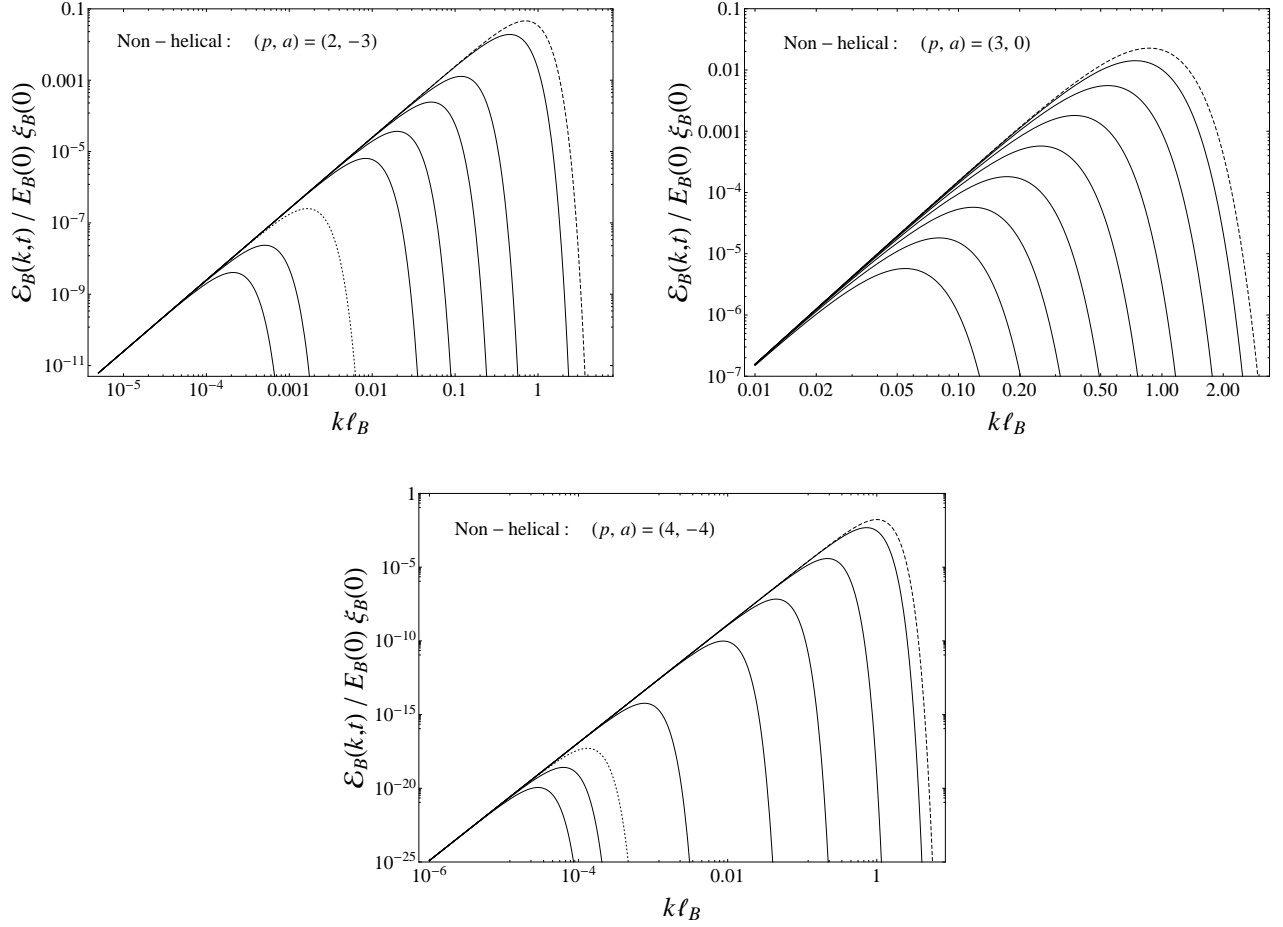 Non − helical : (p, a) = (2, −3)
ℰ_B(k,t) / E_B(0) ξ_B(0)
0.1
0.001
10^−5
10^−7
10^−9
10^−11
10^−5 10^−4 0.001 0.01 0.1 1
kℓ_B
Non − helical : (p, a) = (3, 0)
ℰ_B(k,t) / E_B(0) ξ_B(0)
0.1
0.01
0.001
10^−4
10^−5
10^−6
10^−7
0.01 0.02 0.05 0.10 0.20 0.50 1.00 2.00
kℓ_B
Non − helical : (p, a) = (4, −4)
ℰ_B(k,t) / E_B(0) ξ_B(0)
1
10^−5
10^−10
10^−15
10^−20
10^−25
10^−6 10^−4 0.01 1
kℓ_B